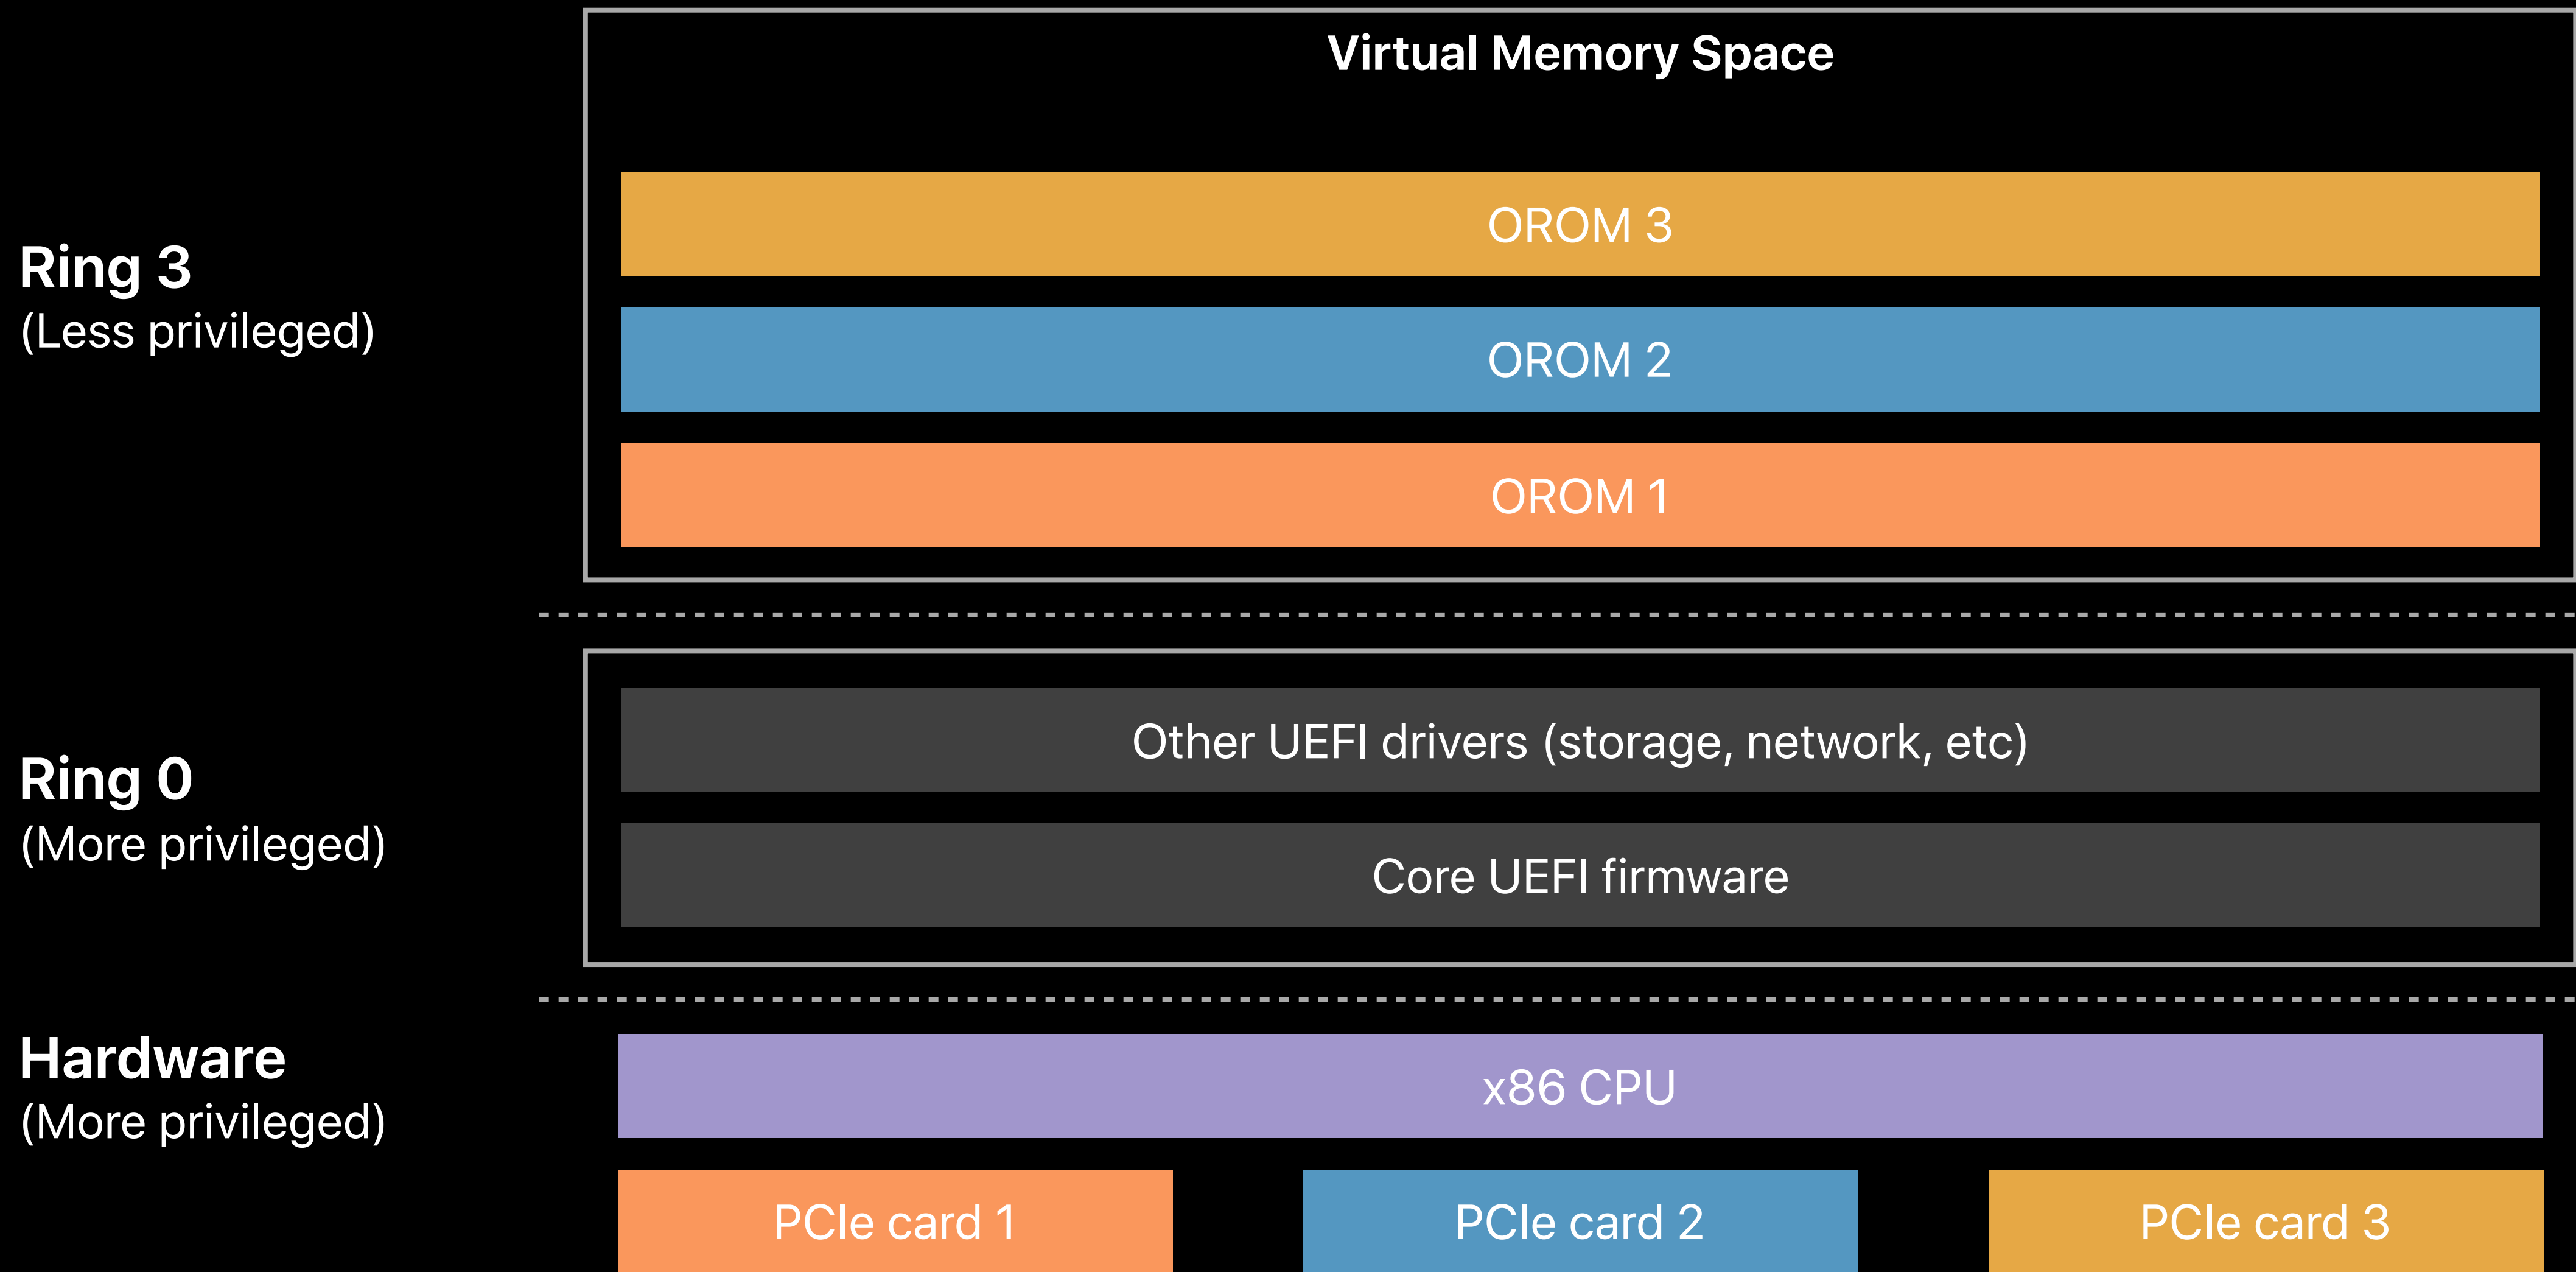 Virtual Memory Space
Ring 3
(Less privileged)
OROM 3
OROM 2
OROM 1
Ring 0
(More privileged)
Other UEFI drivers (storage, network, etc)
Core UEFI firmware
Hardware
(More privileged)
x86 CPU
PCIe card 1
PCIe card 2
PCIe card 3